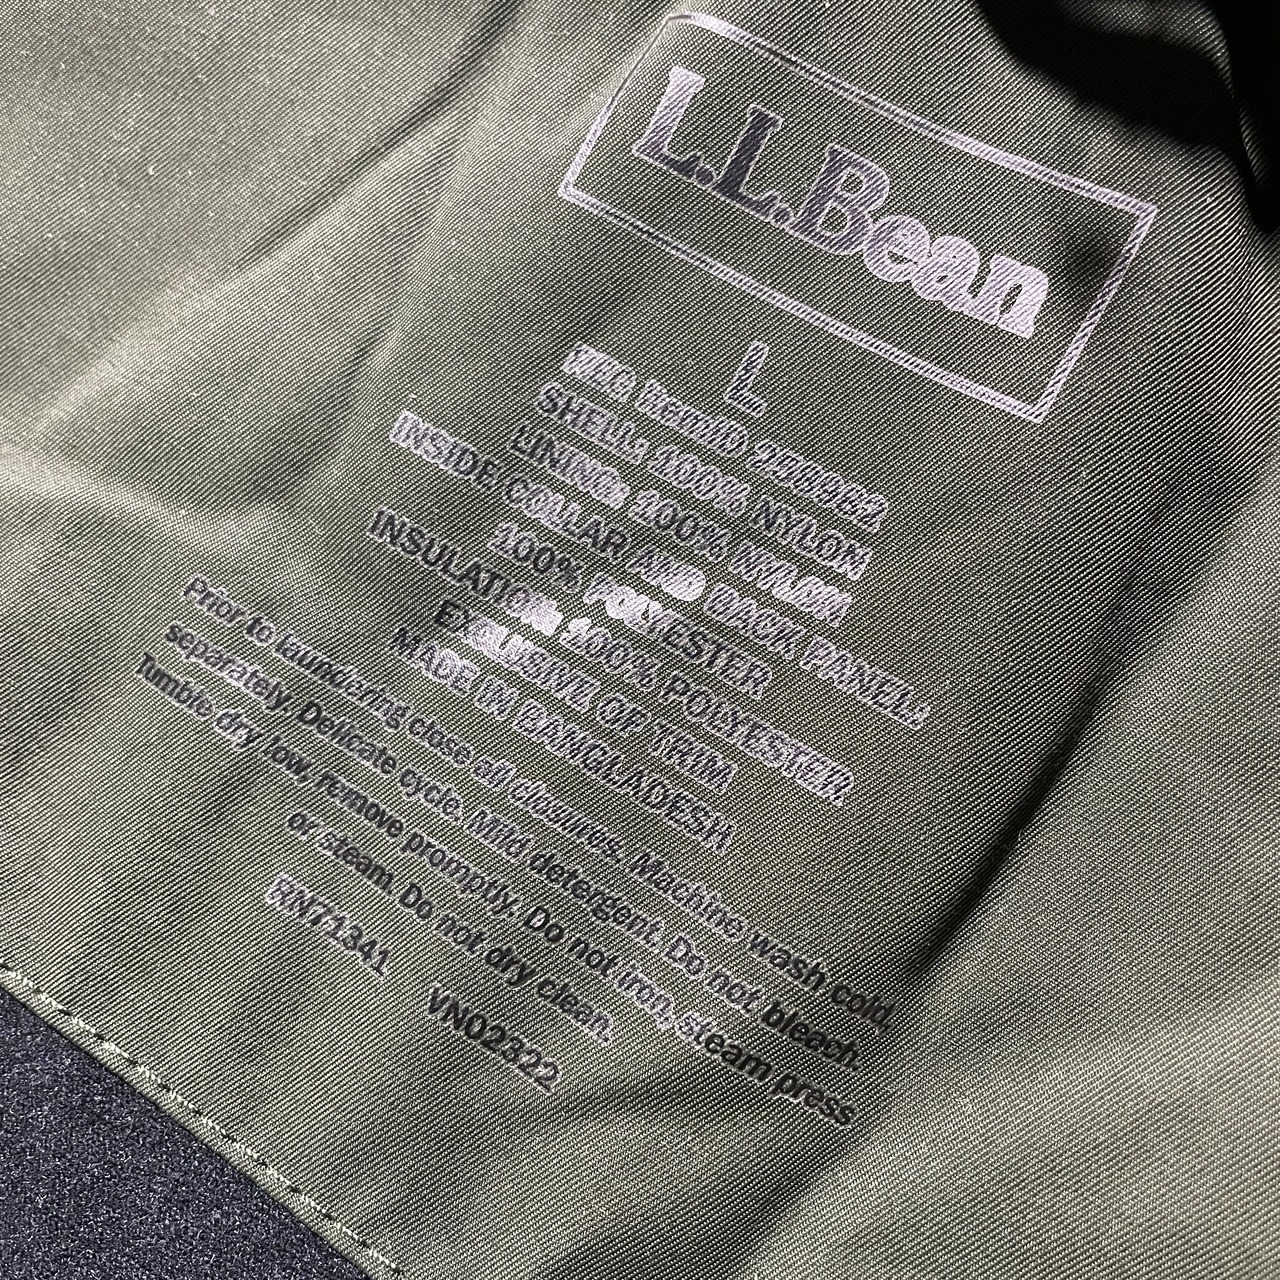 L.L.Bean
L
SHELL: 100% NYLON
LINING: 100% NYLON
INSIDE COLLAR AND BACK PANEL:
100% POLYESTER
INSULATION: 100% POLYESTER
EXCLUSIVE OF TRIM
MADE IN BANGLADESH
Prior to laundering close all closures. Machine wash cold,
separately. Delicate cycle. Mild detergent. Do not bleach.
Tumble dry low. Remove promptly. Do not iron, steam press
or steam. Do not dry clean.
RN71341 VNO2322